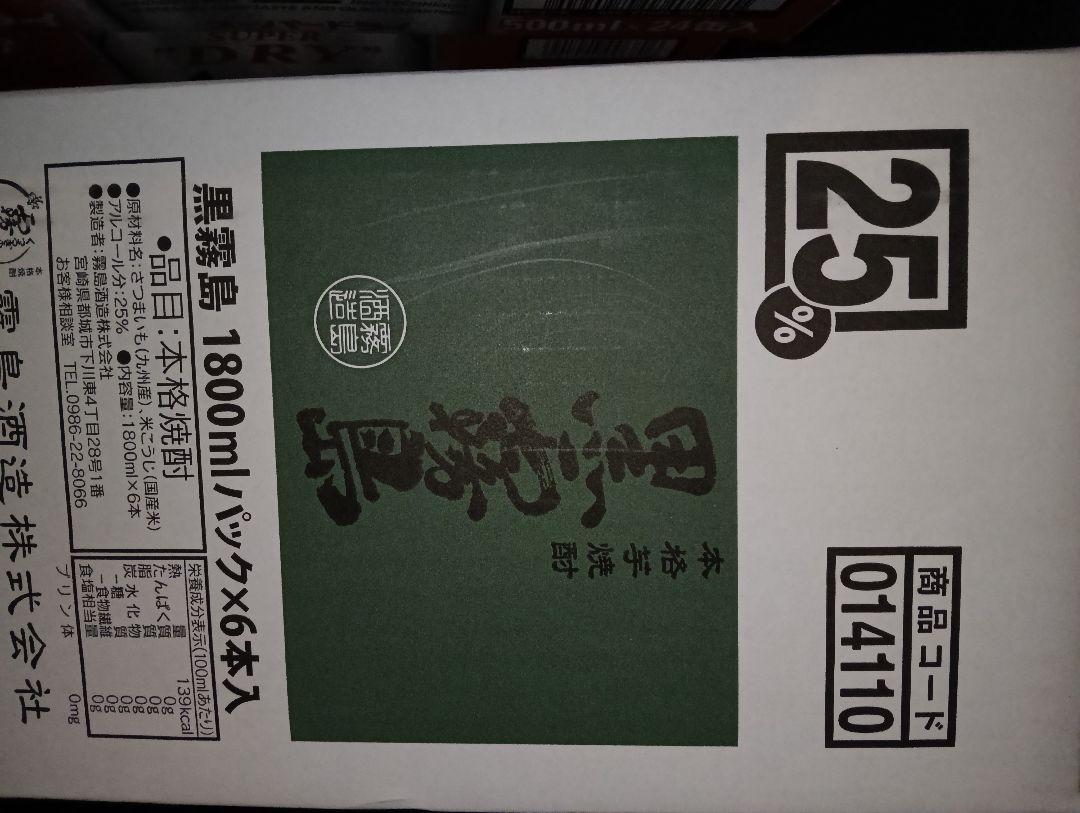 500ml×24缶入
SUPER
DRY
25%
商品コード
014110
本格芋焼酎
黒霧島
霧島酒造
黒霧島 1800mlパック×6本入
●品目:本格焼酎
●原材料名:さつまいも(九州産)、米こうじ(国産米)
●アルコール分:25% ●内容量:1800ml×6本
●製造者:霧島酒造株式会社
宮崎県都城市下川東4丁目28号1番
お客様相談室 TEL.0986-22-8066
栄養成分表示(100mlあたり)
熱量 139kcal
たんぱく質 0g
脂質 0g
炭水化物 0g
-糖質 0g
-食物繊維 0g
食塩相当量 0g
プリン体 0mg
本格焼酎
霧島酒造株式会社